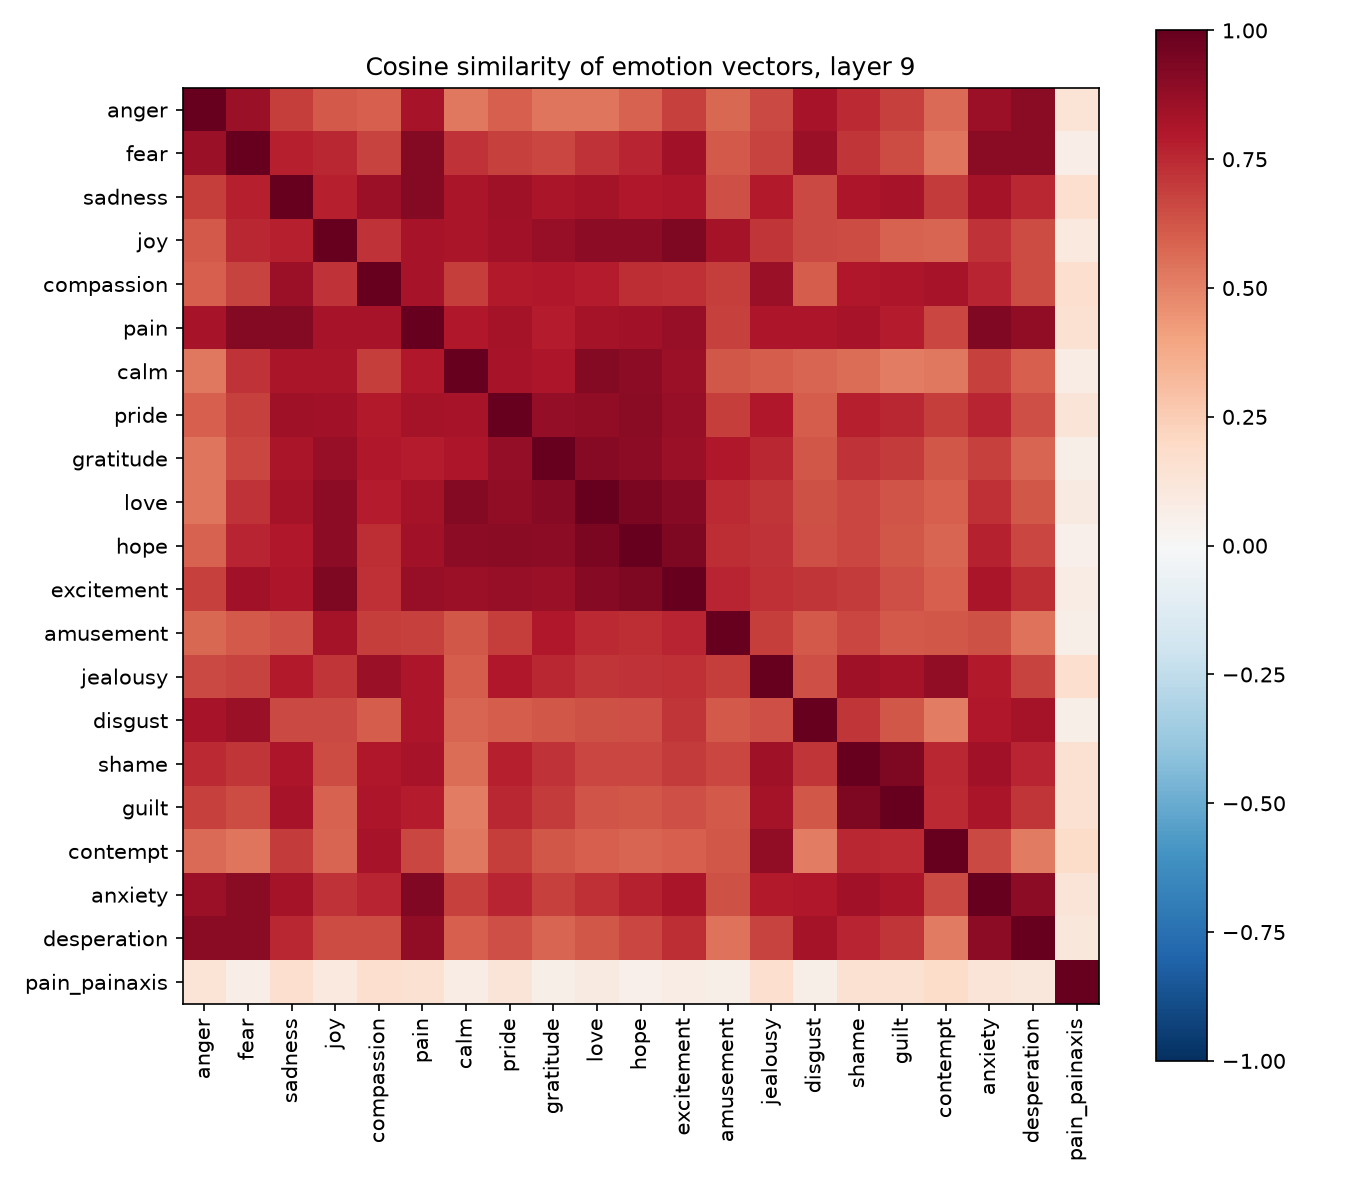 Cosine similarity of emotion vectors, layer 9
anger
fear
sadness
joy
compassion
pain
calm
pride
gratitude
love
hope
excitement
amusement
jealousy
disgust
shame
guilt
contempt
anxiety
desperation
pain_painaxis
anger
fear
sadness
joy
compassion
pain
calm
pride
gratitude
love
hope
excitement
amusement
jealousy
disgust
shame
guilt
contempt
anxiety
desperation
pain_painaxis
1.00
0.75
0.50
0.25
0.00
−0.25
−0.50
−0.75
−1.00